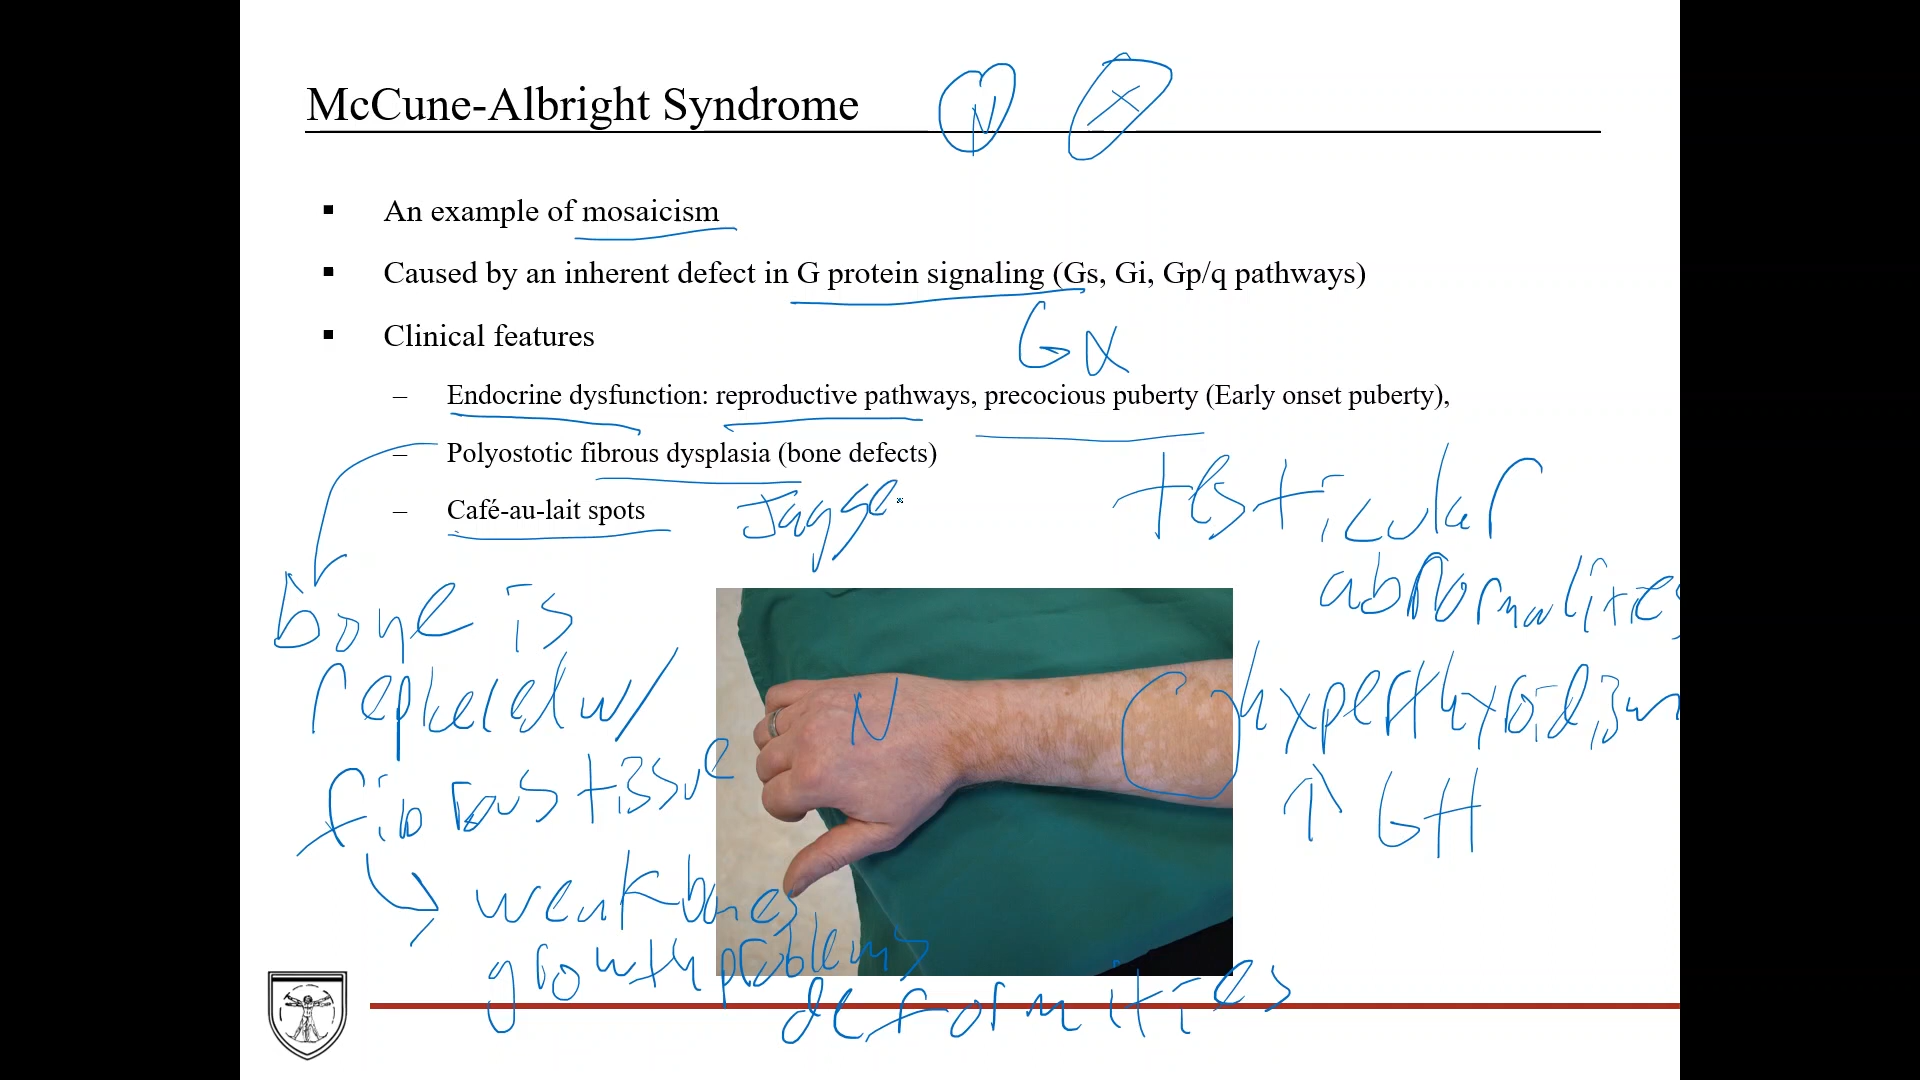 McCune-Albright Syndrome
N X
▪ An example of mosaicism
▪ Caused by an inherent defect in G protein signaling (Gs, Gi, Gp/q pathways)
Gα
▪ Clinical features
– Endocrine dysfunction: reproductive pathways, precocious puberty (Early onset puberty),
– Polyostotic fibrous dysplasia (bone defects)
– Café-au-lait spots
Jagge
testicular
abnormalities
hyperthyroidism
↑ GH
bone is
replaced w/
fibrous tissue
→ weak bones
growth problems
deformities
N